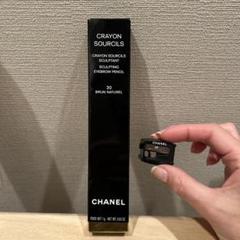 CRAYON
SOURCILS
CRAYON SOURCILS
SCULPTANT
SCULPTING
EYEBROW PENCIL
30
BRUN NATUREL
CHANEL